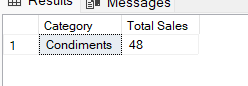 Results Messages
Category Total Sales
1 Condiments 48